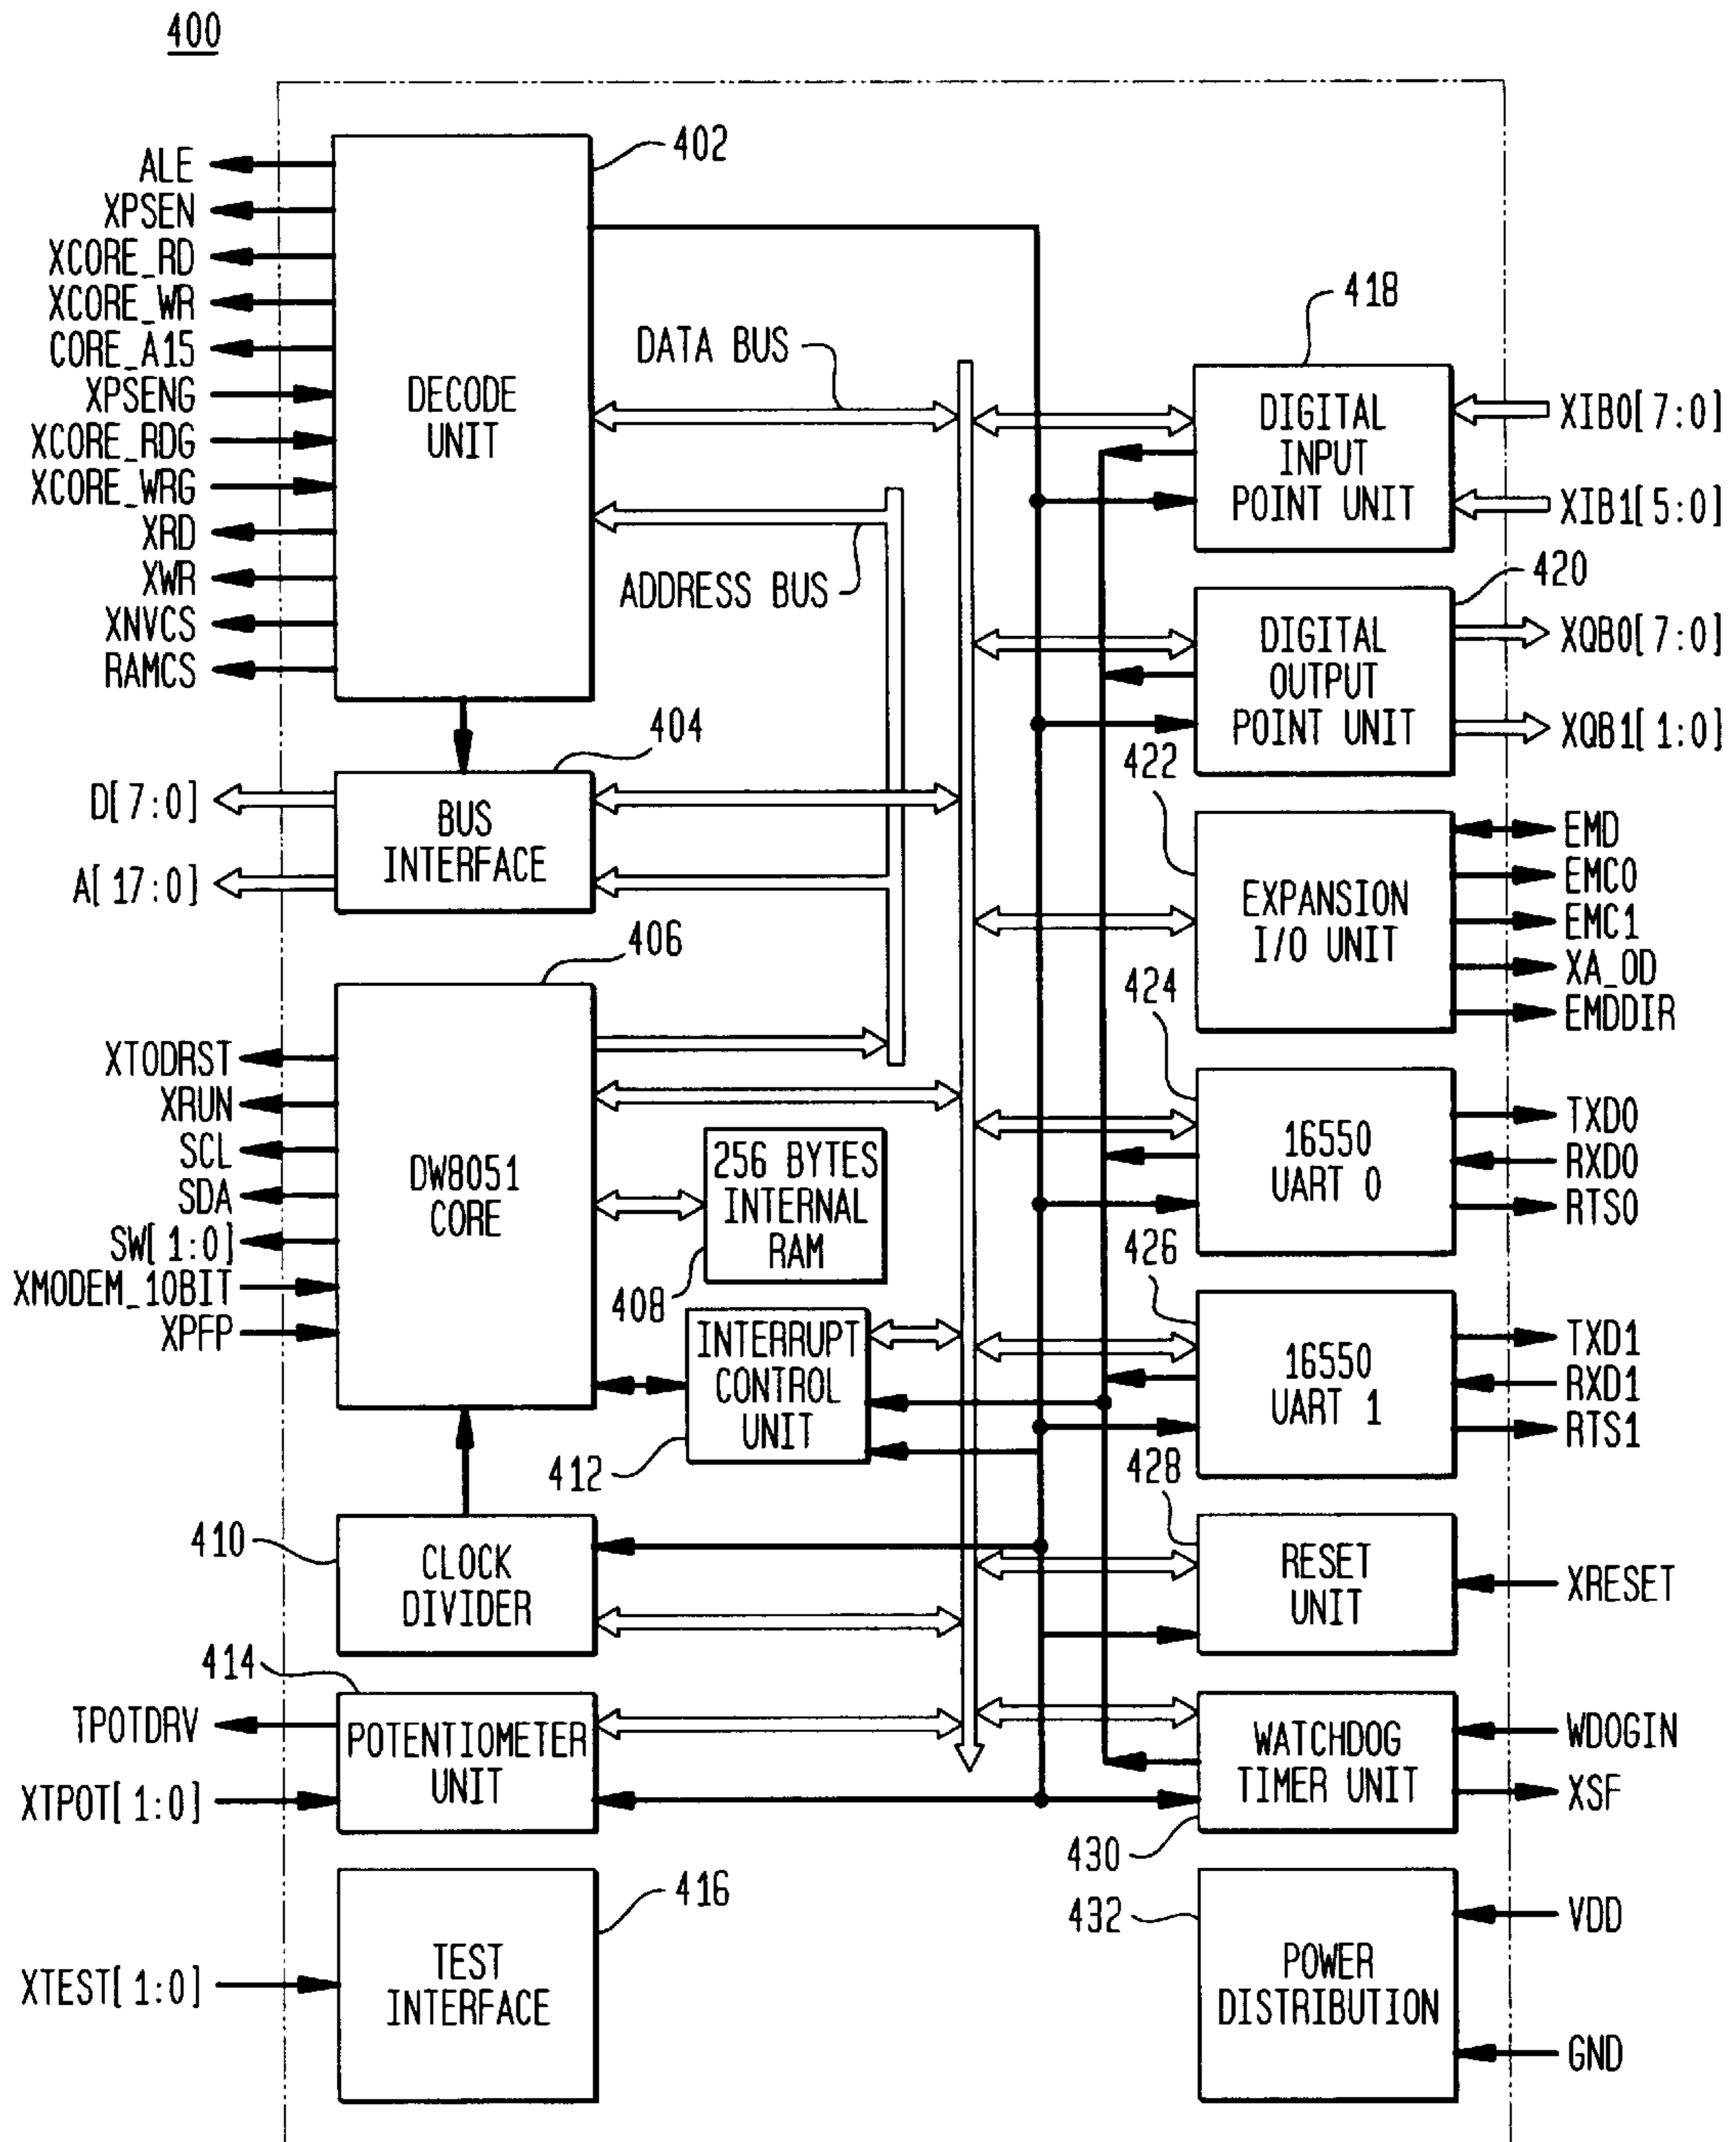 400
402
ALE
XPSEN
XCORE_RD
XCORE_WR
CORE_A15
XPSENG
XCORE_RDG
XCORE_WRG
XRD
XWR
XNVCS
RAMCS
DECODE
UNIT
DATA BUS
ADDRESS BUS
404
D[7:0]
A[17:0]
BUS
INTERFACE
406
XTODRST
XRUN
SCL
SDA
SW[1:0]
XMODEM_10BIT
XPFP
DW8051
CORE
256 BYTES
INTERNAL
RAM
408
INTERRUPT
CONTROL
UNIT
412
410
CLOCK
DIVIDER
414
TPOTDRV
XTPOT[1:0]
POTENTIOMETER
UNIT
416
XTEST[1:0]
TEST
INTERFACE
418
DIGITAL
INPUT
POINT UNIT
XIB0[7:0]
XIB1[5:0]
420
DIGITAL
OUTPUT
POINT UNIT
XQB0[7:0]
XQB1[1:0]
422
EXPANSION
I/O UNIT
EMD
EMC0
EMC1
XA_OD
EMDDIR
424
16550
UART 0
TXD0
RXD0
RTS0
426
16550
UART 1
TXD1
RXD1
RTS1
428
RESET
UNIT
XRESET
WATCHDOG
TIMER UNIT
WDOGIN
XSF
430
432
POWER
DISTRIBUTION
VDD
GND